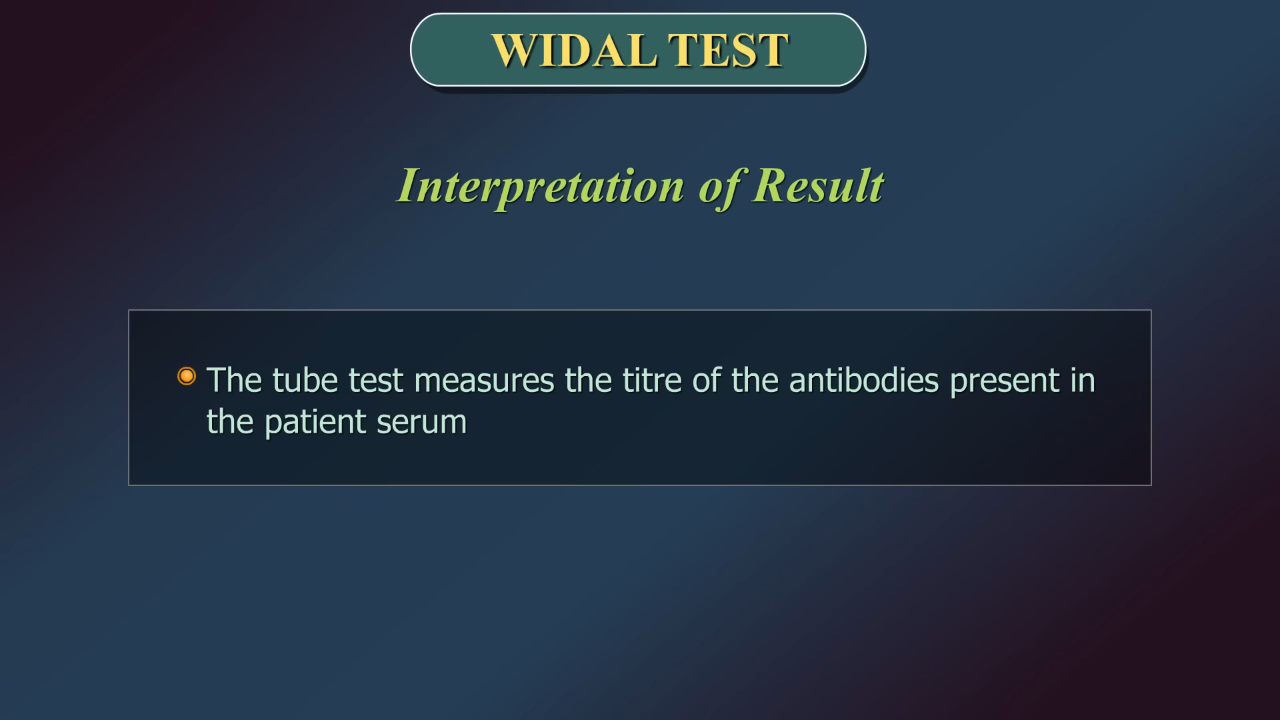 WIDAL TEST
Interpretation of Result
The tube test measures the titre of the antibodies present in
the patient serum